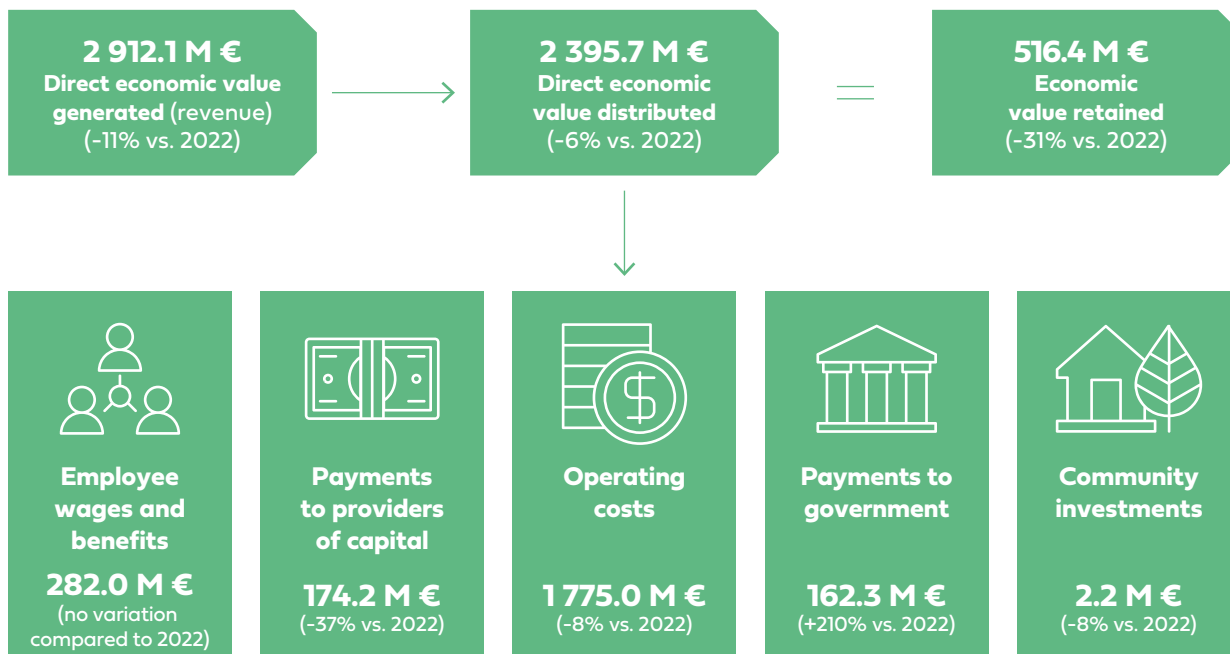 2 912.1 M €
Direct economic value
generated (revenue)
(-11% vs. 2022)
2 395.7 M €
Direct economic
value distributed
(-6% vs. 2022)
516.4 M €
Economic
value retained
(-31% vs. 2022)
Employee
wages and
benefits
282.0 M €
(no variation
compared to 2022)
Payments
to providers
of capital
174.2 M €
(-37% vs. 2022)
$
Operating
costs
1 775.0 M €
(-8% vs. 2022)
Payments to
government
162.3 M €
(+210% vs. 2022)
Community
investments
2.2 M €
(-8% vs. 2022)